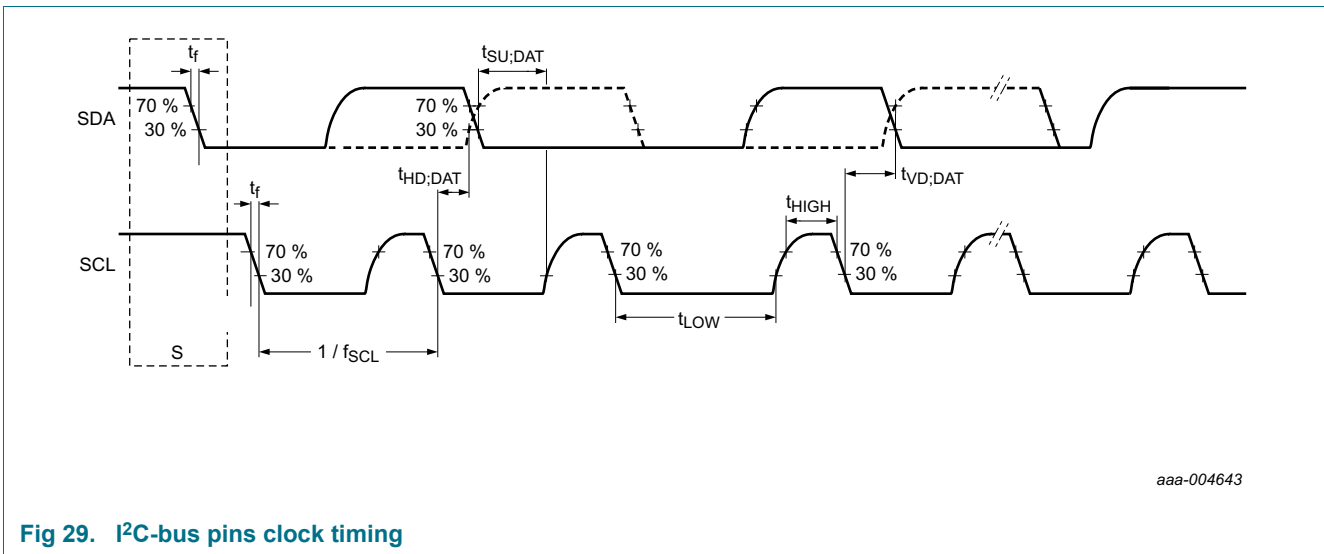 tf
tSU;DAT
SDA
70 %
30 %
70 %
30 %
tHD;DAT
tVD;DAT
tf
tHIGH
SCL
70 %
30 %
70 %
30 %
70 %
30 %
70 %
30 %
tLOW
S
1 / fSCL
aaa-004643
Fig 29. I²C-bus pins clock timing